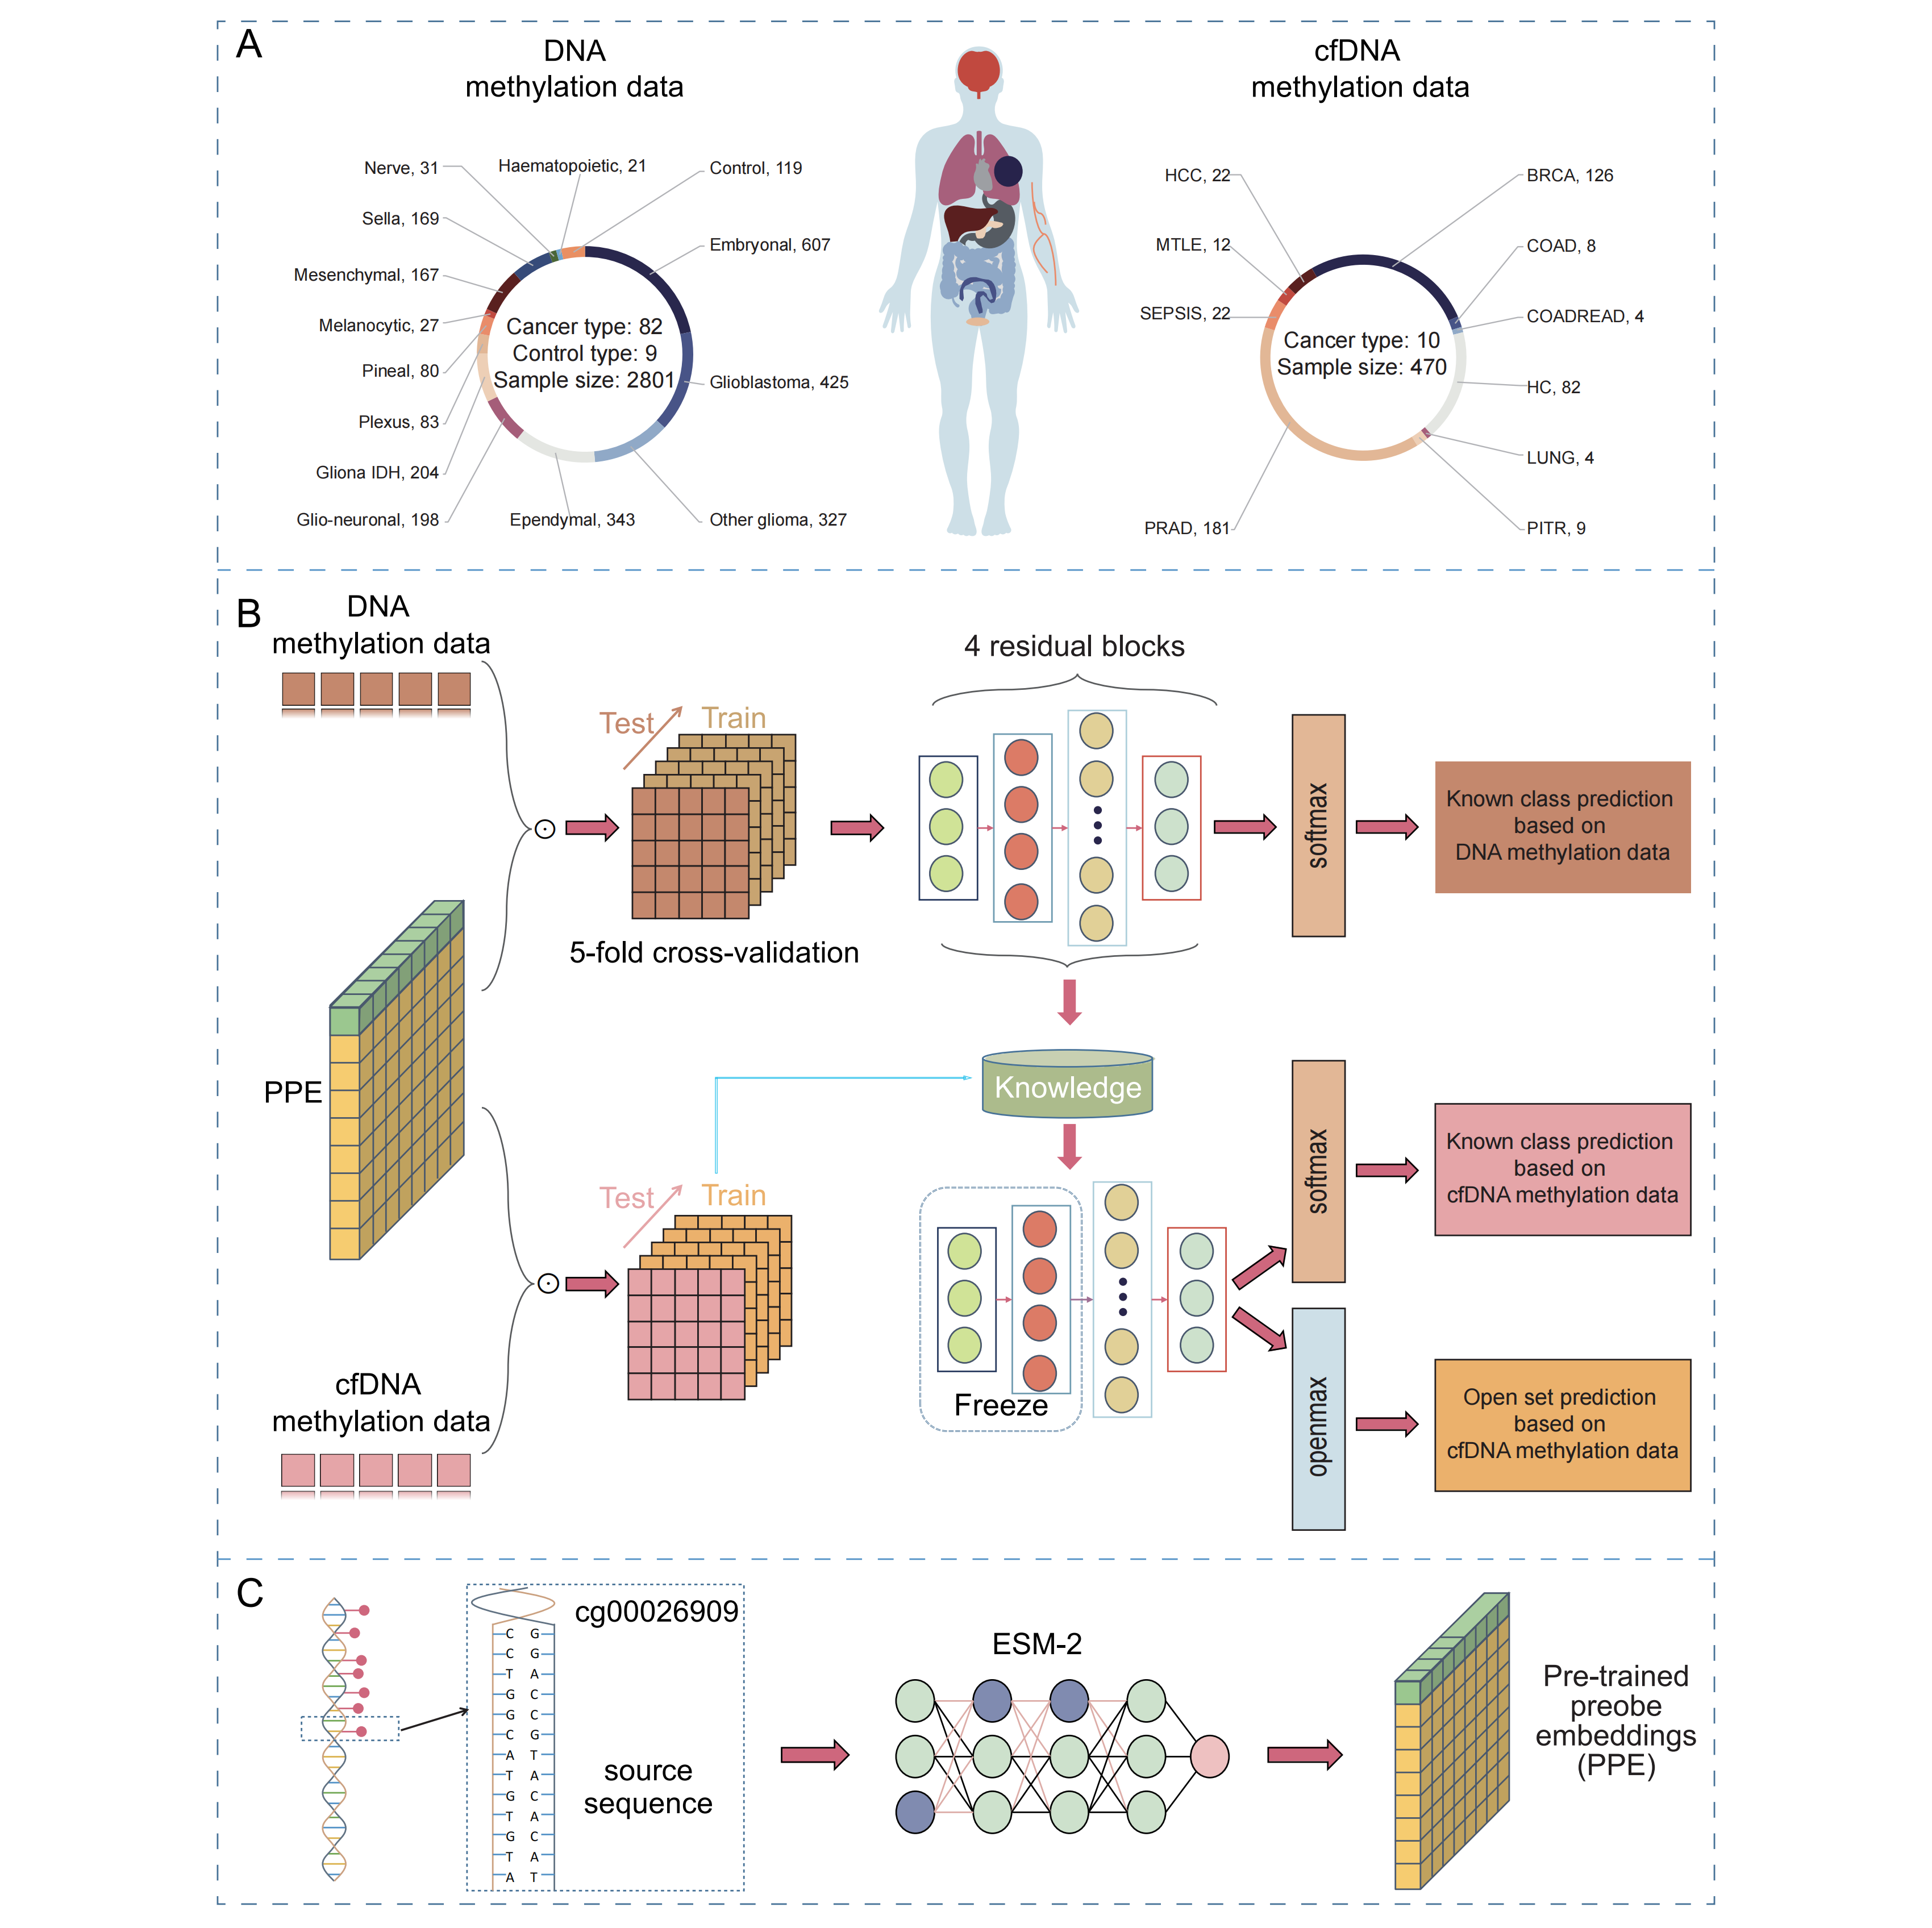 A
DNA
methylation data
Nerve, 31
Haematopoietic, 21
Control, 119
Sella, 169
Embryonal, 607
Mesenchymal, 167
Melanocytic, 27
Cancer type: 82
Control type: 9
Sample size: 2801
Pineal, 80
Glioblastoma, 425
Plexus, 83
Gliona IDH, 204
Glio-neuronal, 198
Ependymal, 343
Other glioma, 327
cfDNA
methylation data
HCC, 22
BRCA, 126
MTLE, 12
COAD, 8
SEPSIS, 22
COADREAD, 4
Cancer type: 10
Sample size: 470
HC, 82
LUNG, 4
PRAD, 181
PITR, 9
B
DNA
methylation data
4 residual blocks
Test
Train
softmax
Known class prediction
based on
DNA methylation data
5-fold cross-validation
PPE
Knowledge
Test
Train
softmax
Known class prediction
based on
cfDNA methylation data
Freeze
cfDNA
methylation data
openmax
Open set prediction
based on
cfDNA methylation data
C
cg00026909
C G
C G
T A
G C
G C
C G
A T
T A
G C
T A
G C
T A
A T
source
sequence
ESM-2
Pre-trained
preobe
embeddings
(PPE)